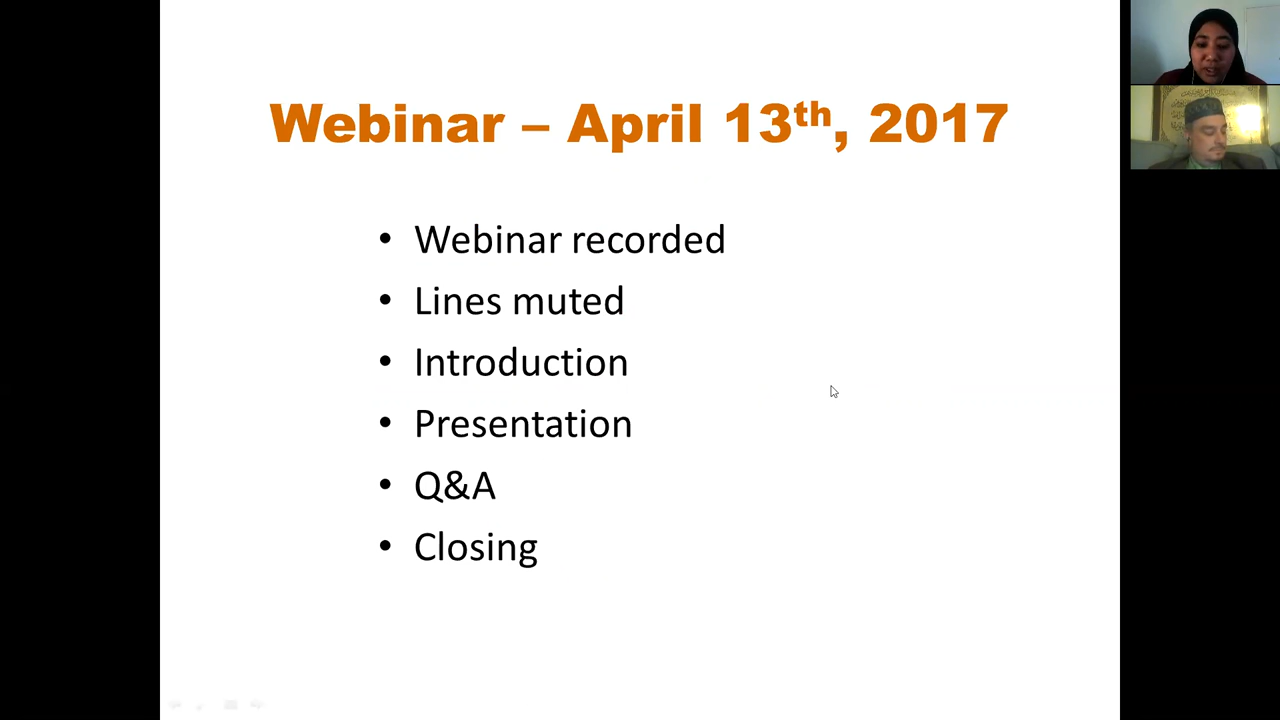 Webinar – April 13th, 2017
• Webinar recorded
• Lines muted
• Introduction
• Presentation
• Q&A
• Closing